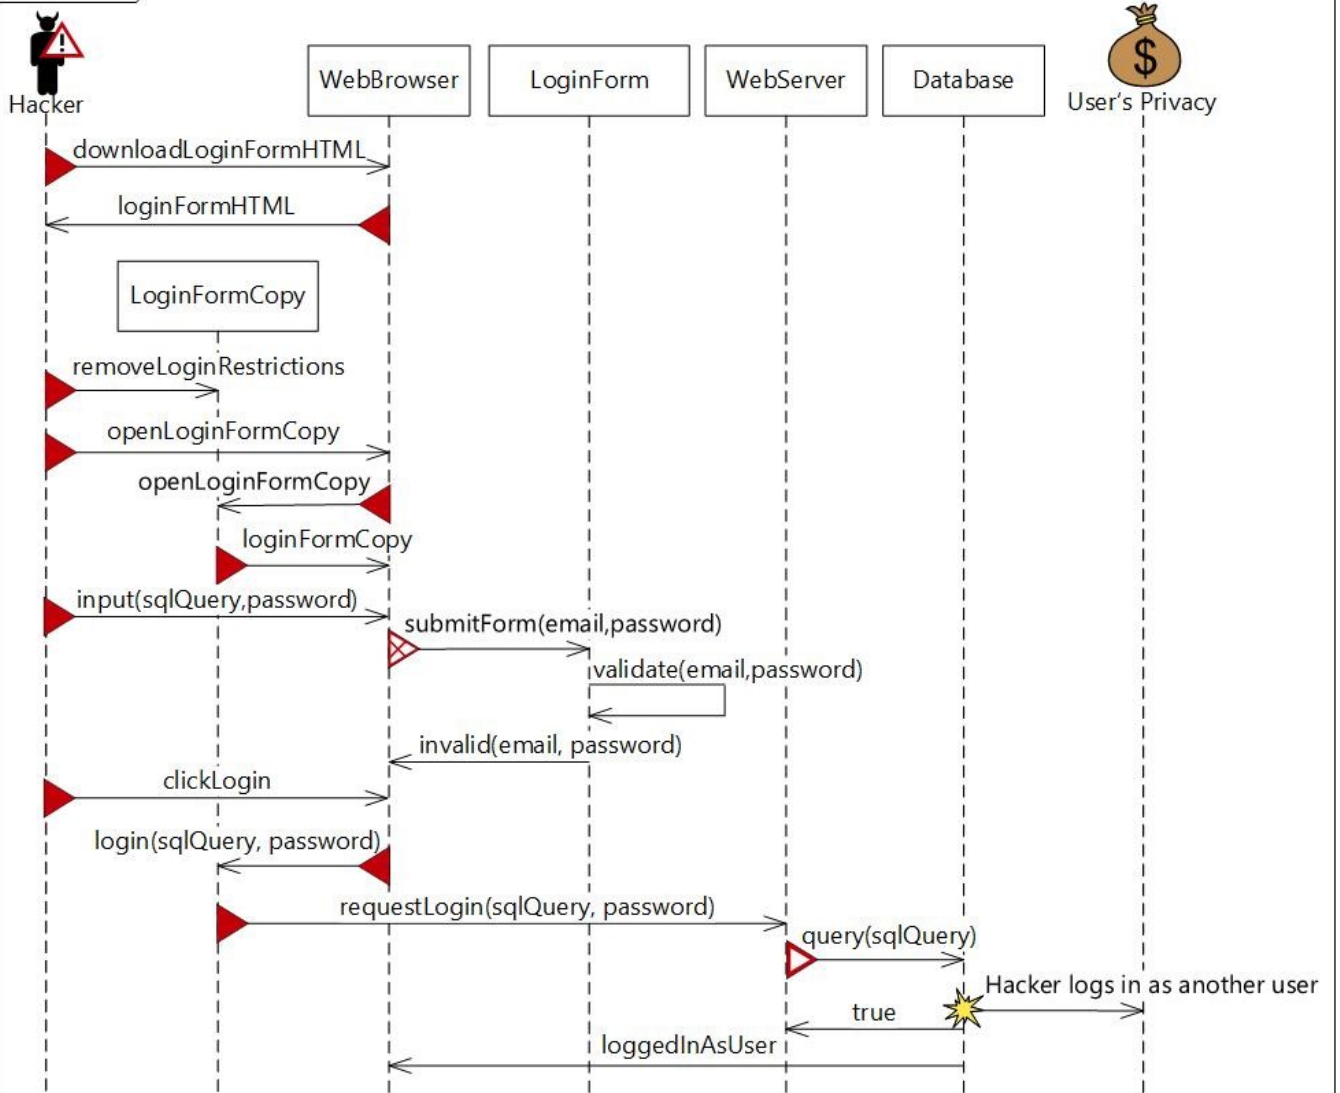 Hacker
WebBrowser
LoginForm
WebServer
Database
$
User's Privacy
downloadLoginFormHTML
loginFormHTML
LoginFormCopy
removeLoginRestrictions
openLoginFormCopy
openLoginFormCopy
loginFormCopy
input(sqlQuery,password)
submitForm(email,password)
validate(email,password)
invalid(email, password)
clickLogin
login(sqlQuery, password)
requestLogin(sqlQuery, password)
query(sqlQuery)
Hacker logs in as another user
true
loggedInAsUser